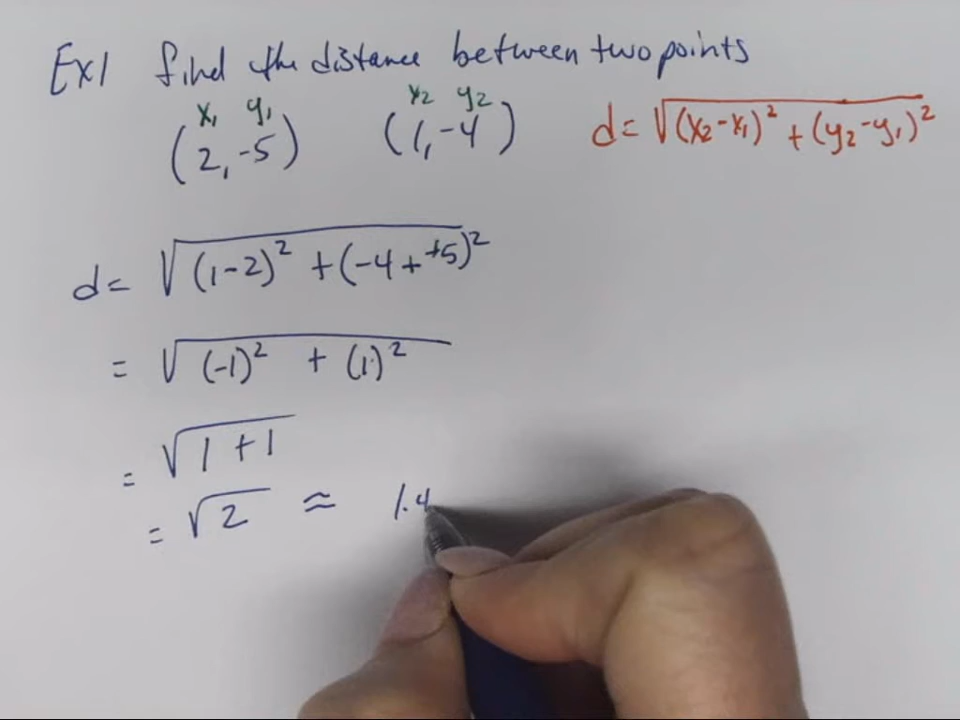 Ex1 find the distance between two points
x₁ y₁ x₂ y₂
(2, -5) (1, -4) d = √((x₂-x₁)² + (y₂-y₁)²)
d = √((1-2)² + (-4++5)²)
= √((-1)² + (1)²)
= √(1+1)
= √2 ≈ 1.4